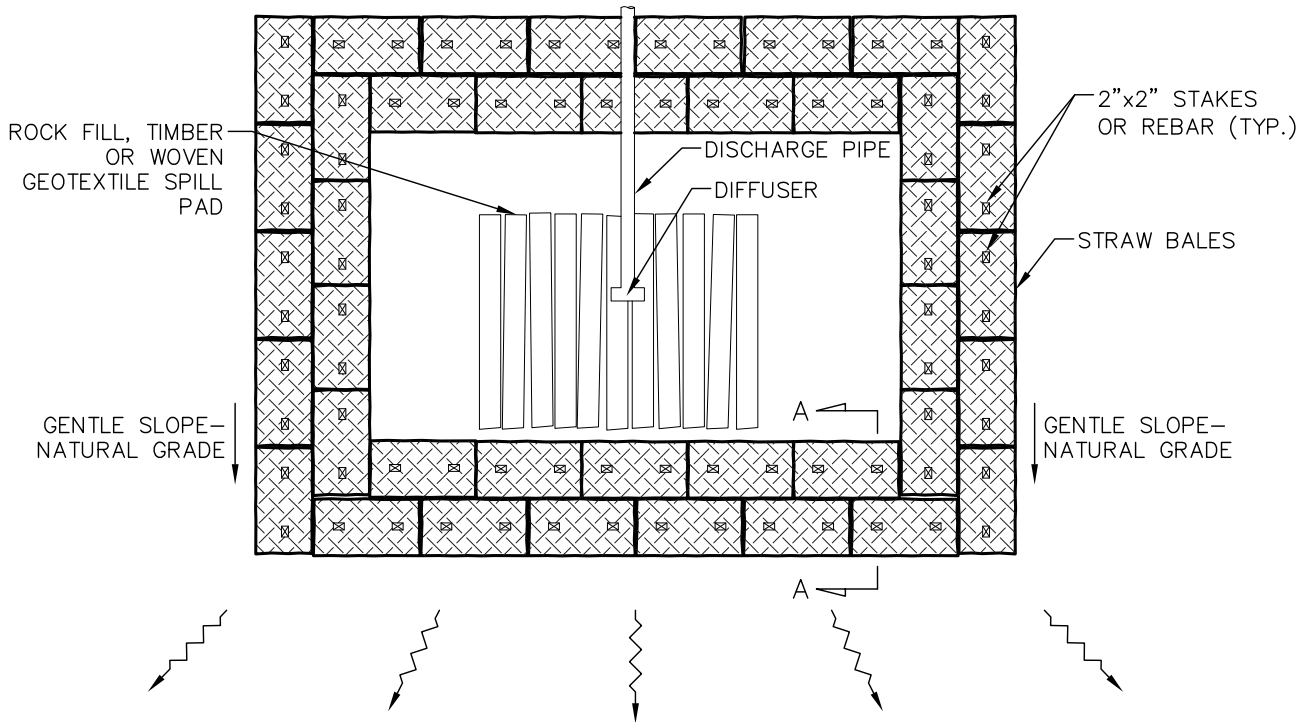 ROCK FILL, TIMBER
OR WOVEN
GEOTEXTILE SPILL
PAD
DISCHARGE PIPE
DIFFUSER
2”x2” STAKES
OR REBAR (TYP.)
STRAW BALES
GENTLE SLOPE–
NATURAL GRADE
A
GENTLE SLOPE–
NATURAL GRADE
A